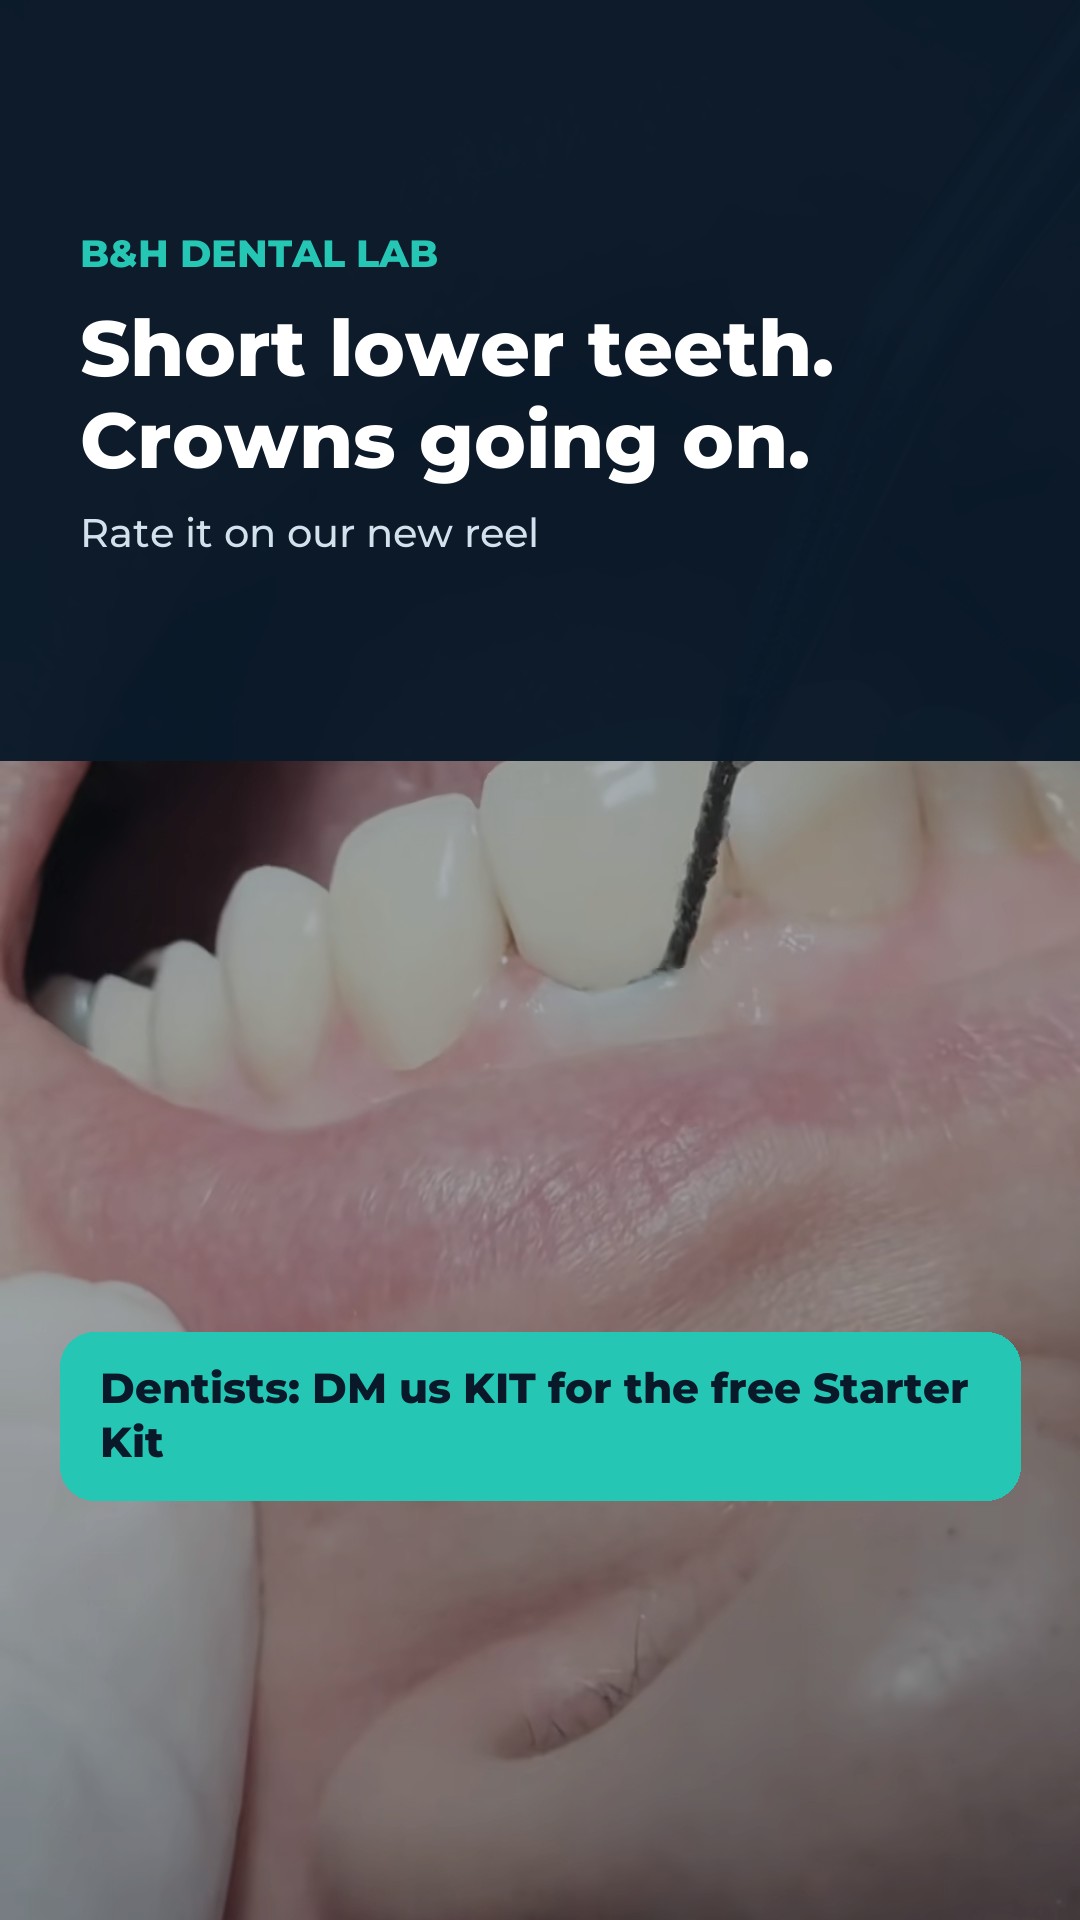 B&H DENTAL LAB
Short lower teeth.
Crowns going on.
Rate it on our new reel
Dentists: DM us KIT for the free Starter
Kit